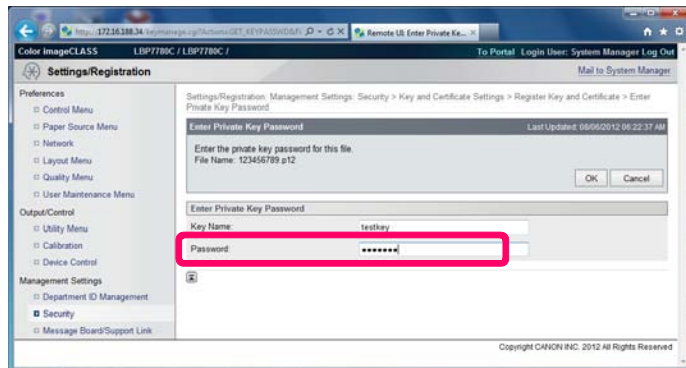 http://172.16.188.34/keymanage.cgi?Action=GET_KEYPASSWD&Fi
Remote UI: Enter Private Ke...
Color imageCLASS LBP7780C / LBP7780C /
To Portal Login User: System Manager Log Out
Settings/Registration
Mail to System Manager
Preferences
Control Menu
Paper Source Menu
Network
Layout Menu
Quality Menu
User Maintenance Menu
Output/Control
Utility Menu
Calibration
Device Control
Management Settings
Department ID Management
Security
Message Board/Support Link
Settings/Registration: Management Settings: Security > Key and Certificate Settings > Register Key and Certificate > Enter
Private Key Password
Enter Private Key Password
Last Updated: 06/06/2012 06:22:37 AM
Enter the private key password for this file.
File Name: 123456789.p12
OK Cancel
Enter Private Key Password
Key Name: testkey
Password: •••••••
Copyright CANON INC. 2012 All Rights Reserved